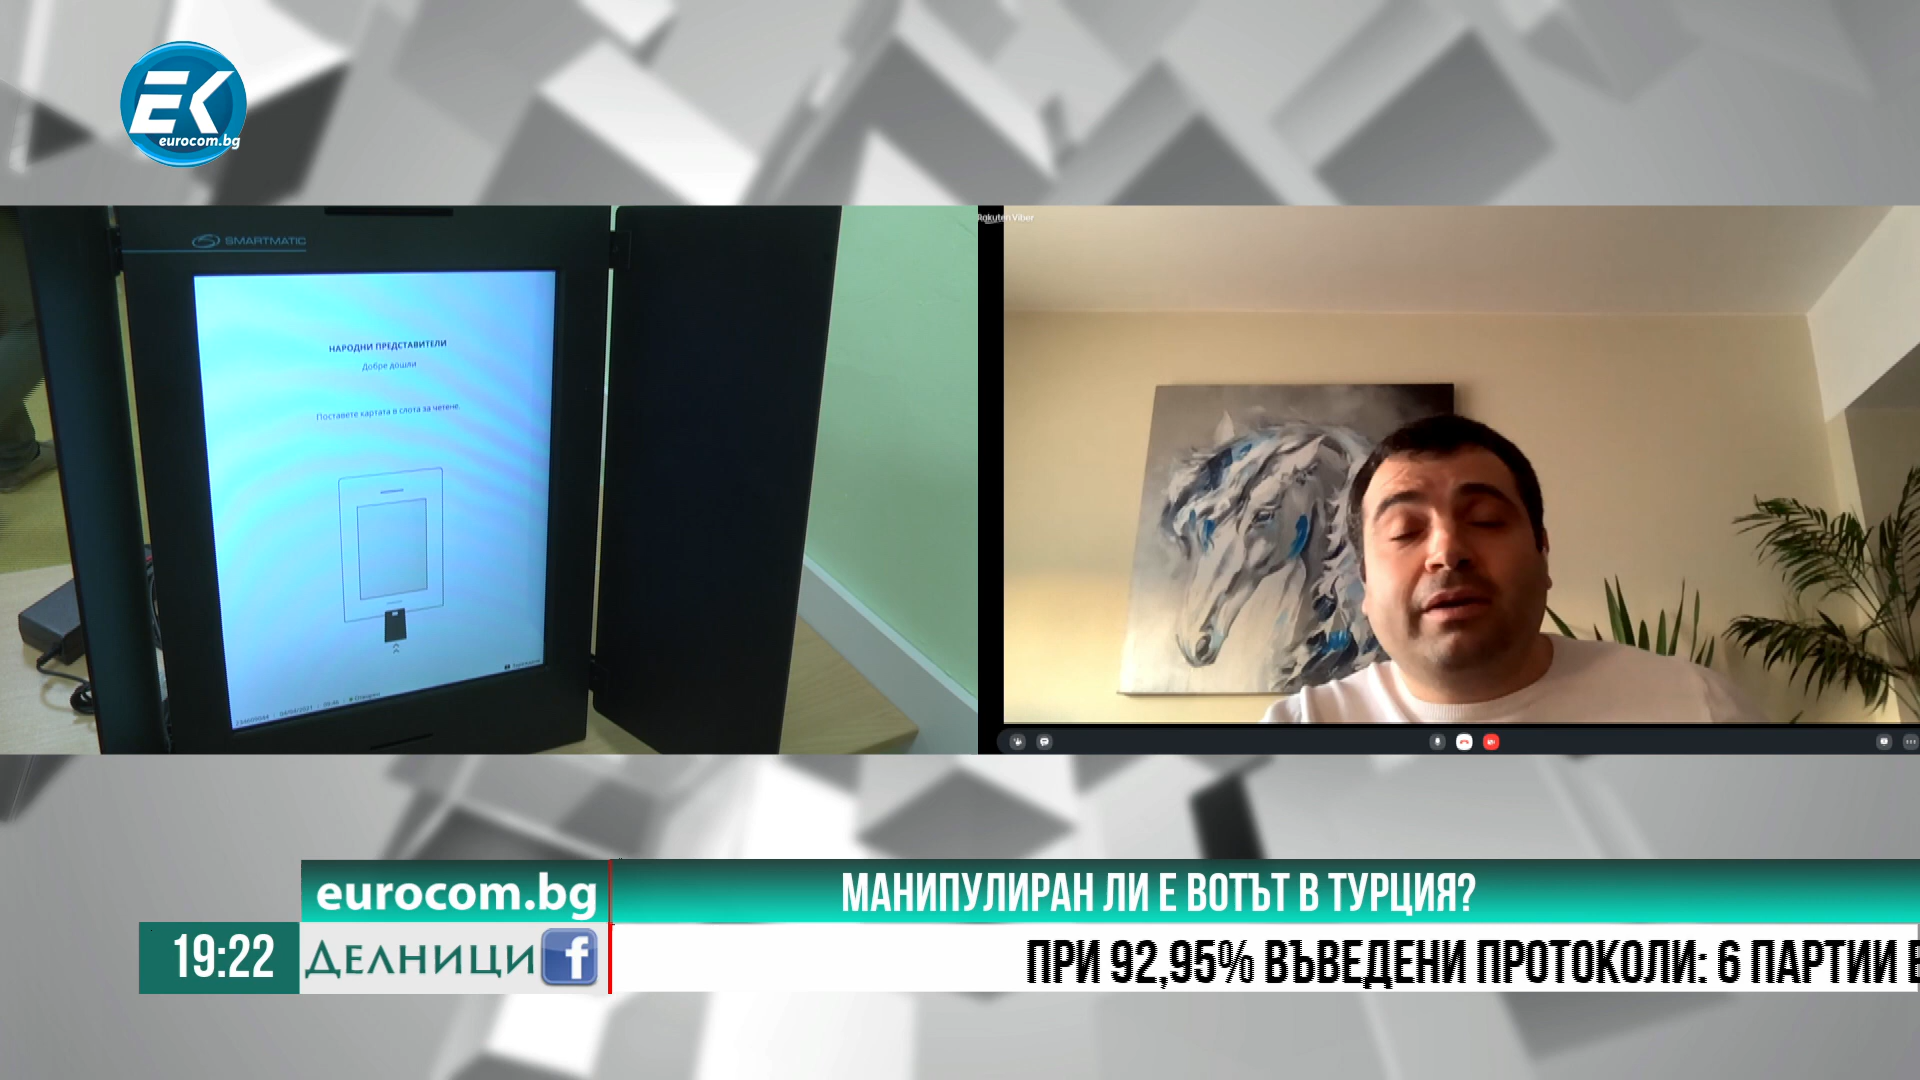 EK
eurocom.bg
SMARTMATIC
НАРОДНИ ПРЕДСТАВИТЕЛИ
Добре дошли
Поставете картата в слота за четене.
Rakuten Viber
eurocom.bg
МАНИПУЛИРАН ЛИ Е ВОТЪТ В ТУРЦИЯ?
19:22
ДЕЛНИЦИ f
ПРИ 92,95% ВЪВЕДЕНИ ПРОТОКОЛИ: 6 ПАРТИИ